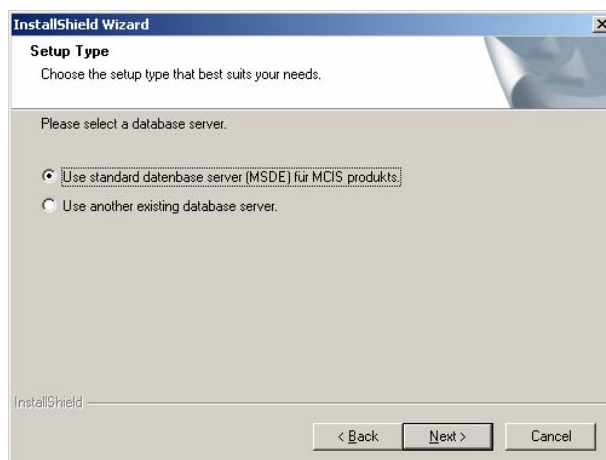 InstallShield Wizard
Setup Type
Choose the setup type that best suits your needs.
Please select a database server.
Use standard datenbase server (MSDE) für MCIS produkts.
Use another existing database server.
InstallShield
< Back
Next >
Cancel